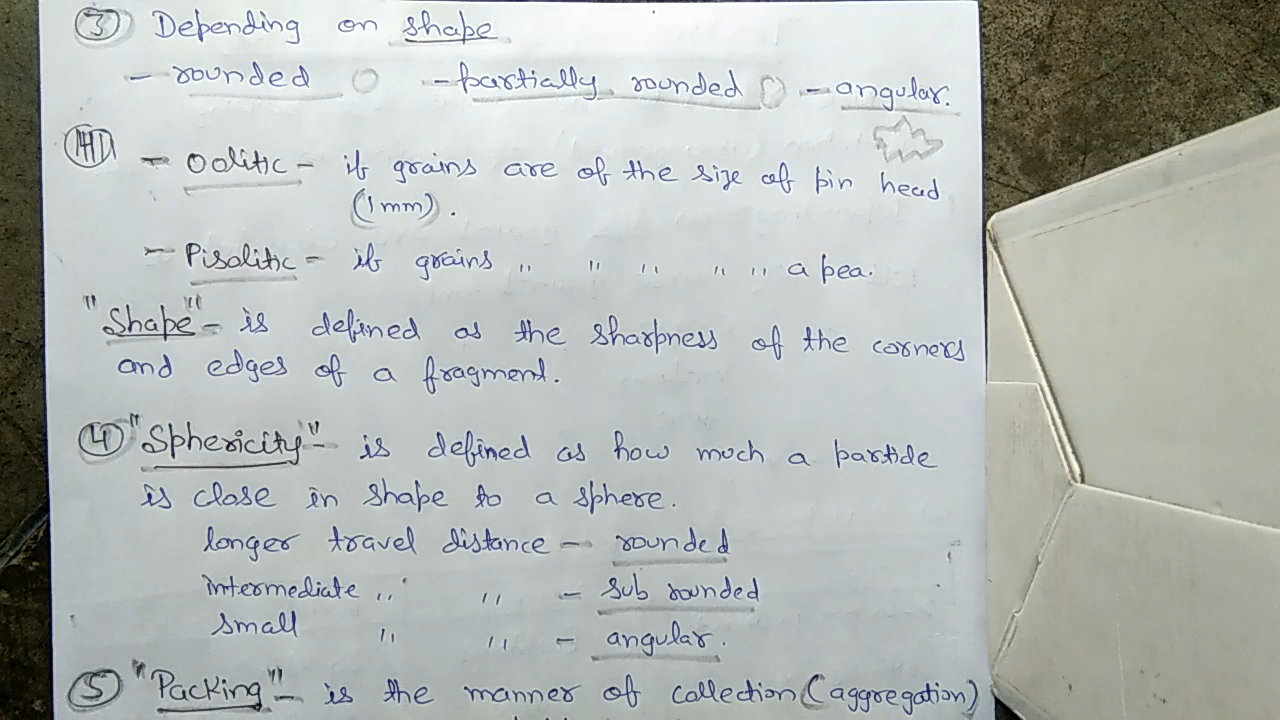 ③ Depending on shape
- rounded - partially rounded - angular.
- Oolitic - if grains are of the size of pin head
(1mm).
- Pisolitic - if grains " " " " " a pea.
"Shape" - is defined as the sharpness of the corners
and edges of a fragment.
④ "Sphericity" - is defined as how much a particle
is close in shape to a sphere.
longer travel distance - rounded
intermediate " " - sub rounded
small " " - angular.
⑤ "Packing" - is the manner of collection (aggregation)